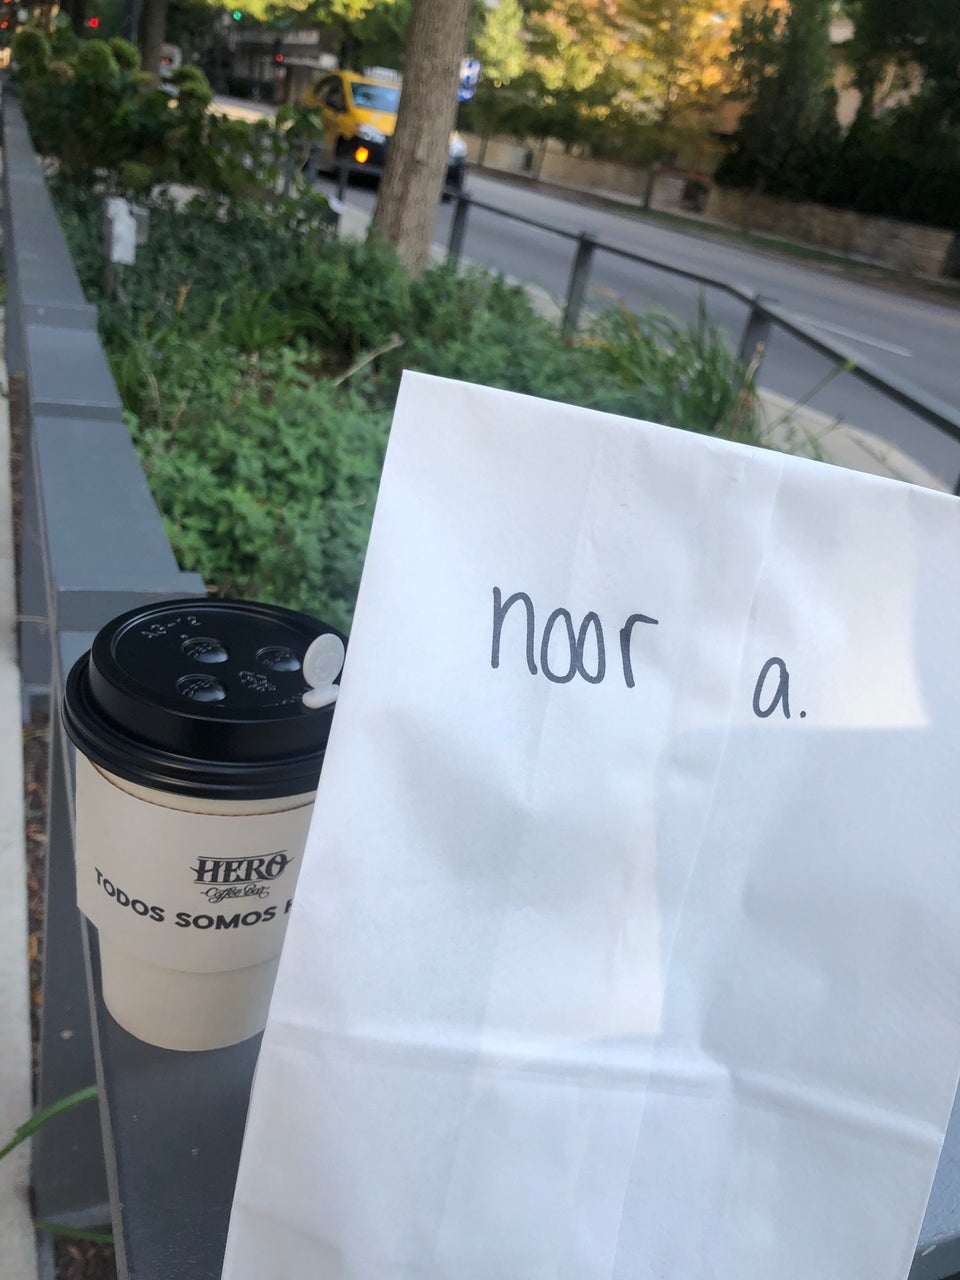 noor a.
HERO
Coffee Bar
TODOS SOMOS H